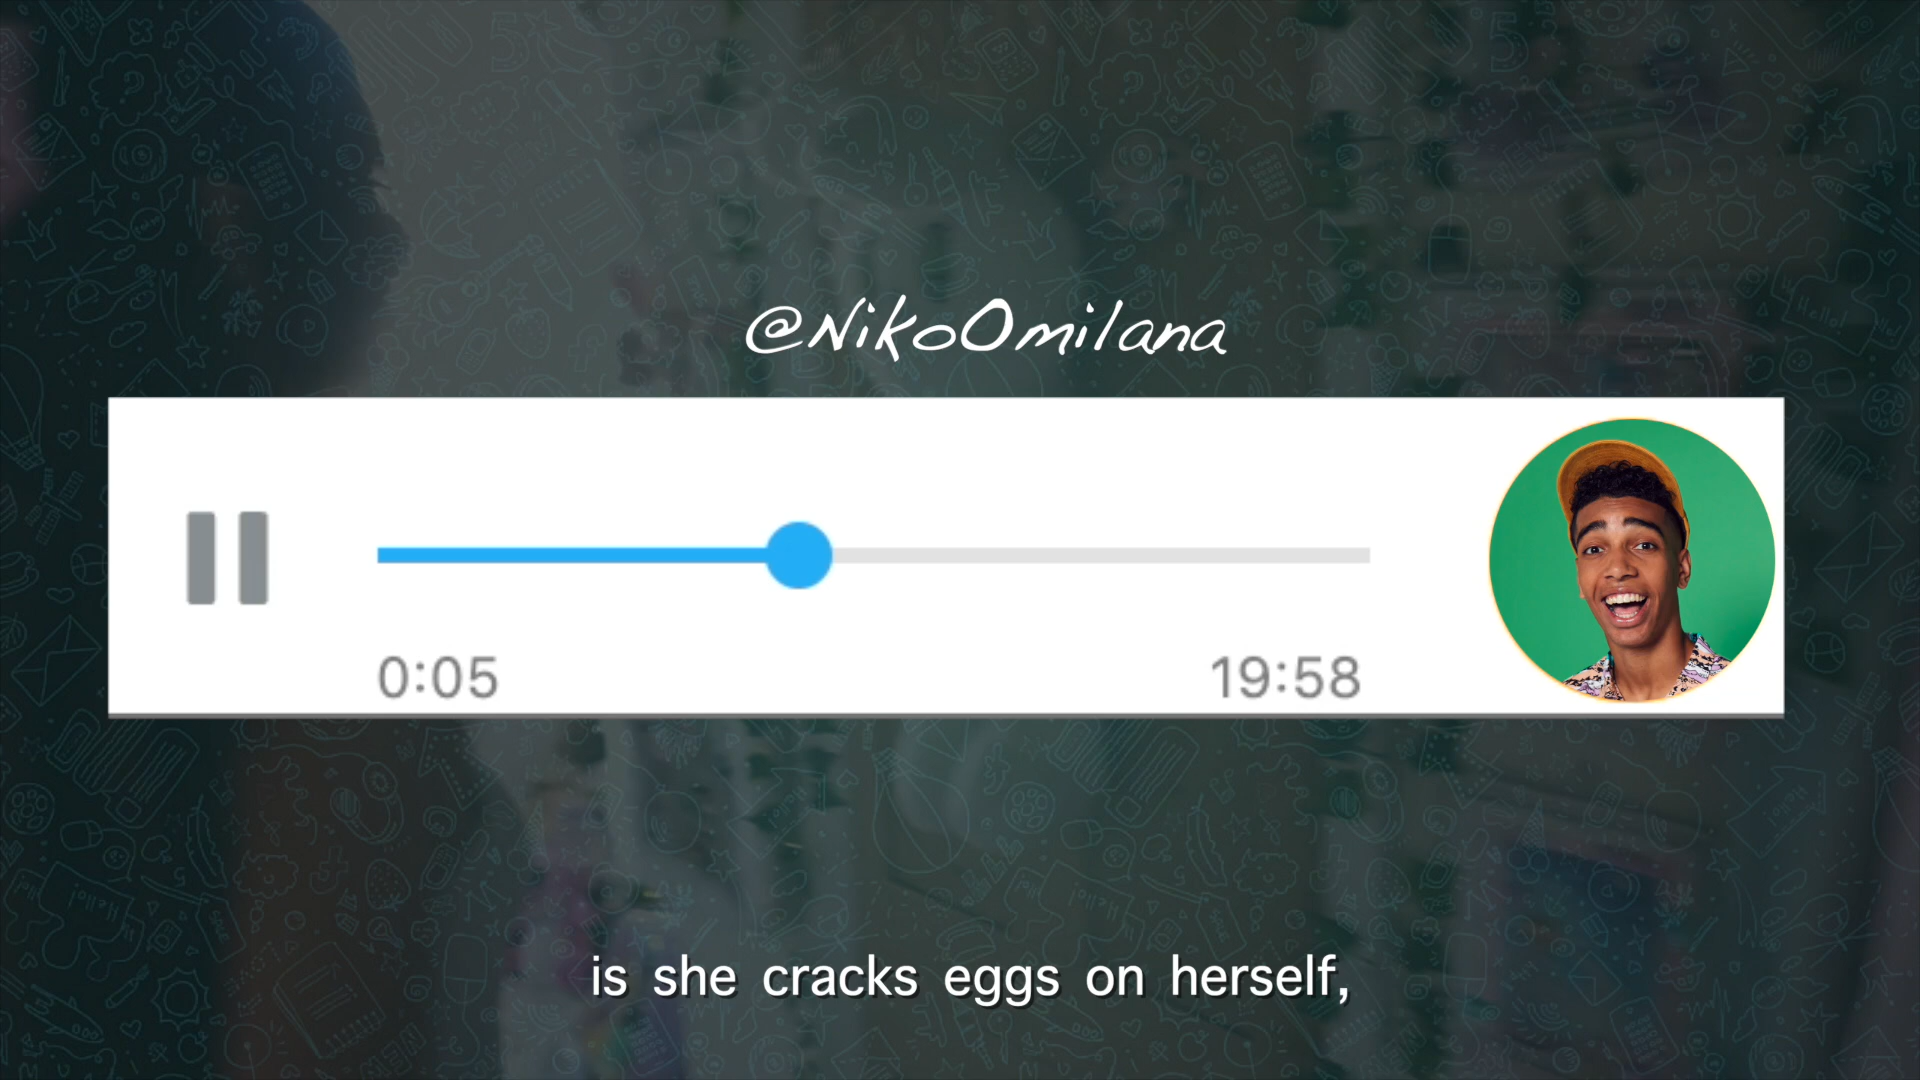 @NikoOmilana
0:05
19:58
is she cracks eggs on herself,